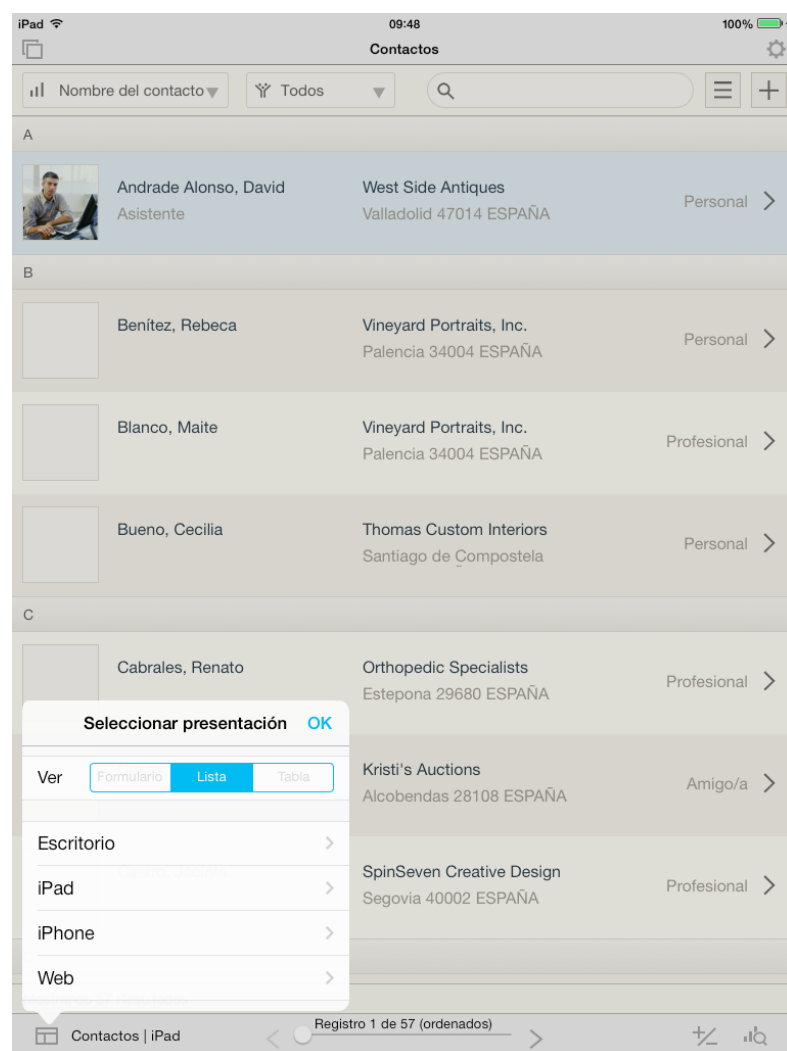 iPad 09:48 100%
Contactos
Nombre del contacto Todos
A
Andrade Alonso, David West Side Antiques
Asistente Valladolid 47014 ESPAÑA Personal
B
Benítez, Rebeca Vineyard Portraits, Inc.
Palencia 34004 ESPAÑA Personal
Blanco, Maite Vineyard Portraits, Inc.
Palencia 34004 ESPAÑA Profesional
Bueno, Cecilia Thomas Custom Interiors
Santiago de Compostela Personal
C
Cabrales, Renato Orthopedic Specialists
Estepona 29680 ESPAÑA Profesional
Seleccionar presentación OK
Ver Formulario Lista Tabla
Kristi's Auctions
Alcobendas 28108 ESPAÑA Amigo/a
Escritorio
iPad
iPhone
Web
SpinSeven Creative Design
Segovia 40002 ESPAÑA Profesional
Contactos | iPad Registro 1 de 57 (ordenados)